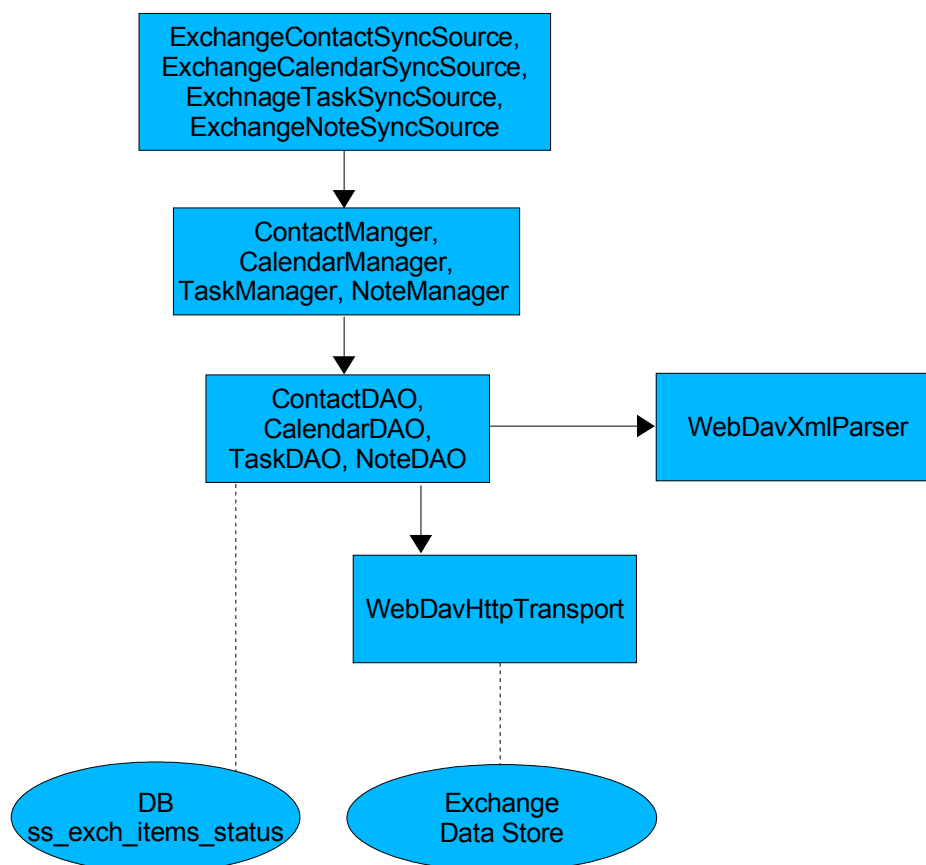 ExchangeContactSyncSource,
ExchangeCalendarSyncSource,
ExchnageTaskSyncSource,
ExchangeNoteSyncSource
ContactManger,
CalendarManager,
TaskManager, NoteManager
ContactDAO,
CalendarDAO,
TaskDAO, NoteDAO
WebDavXmlParser
WebDavHttpTransport
DB
ss_exch_items_status
Exchange
Data Store